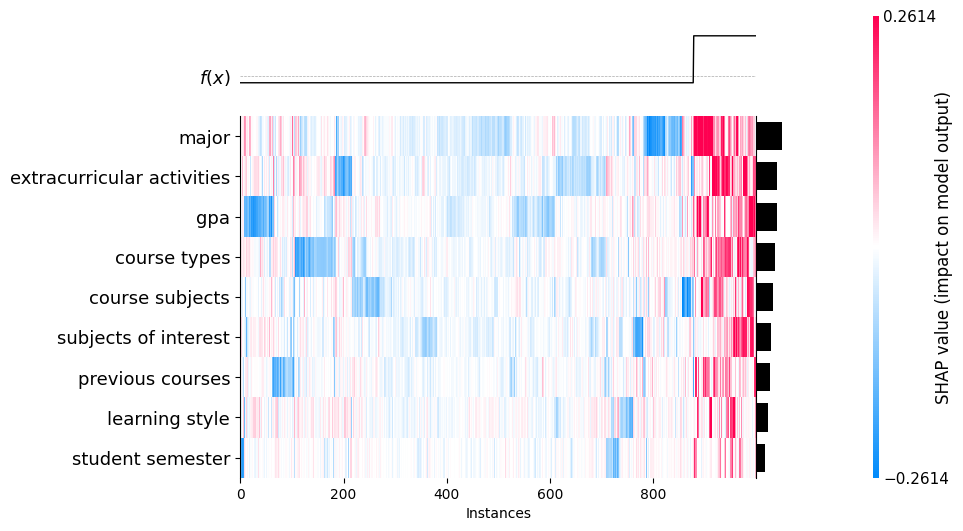 0.2614
f(x)
major
extracurricular activities
gpa
course types
course subjects
subjects of interest
previous courses
learning style
student semester
0 200 400 600 800
Instances
SHAP value (impact on model output)
−0.2614